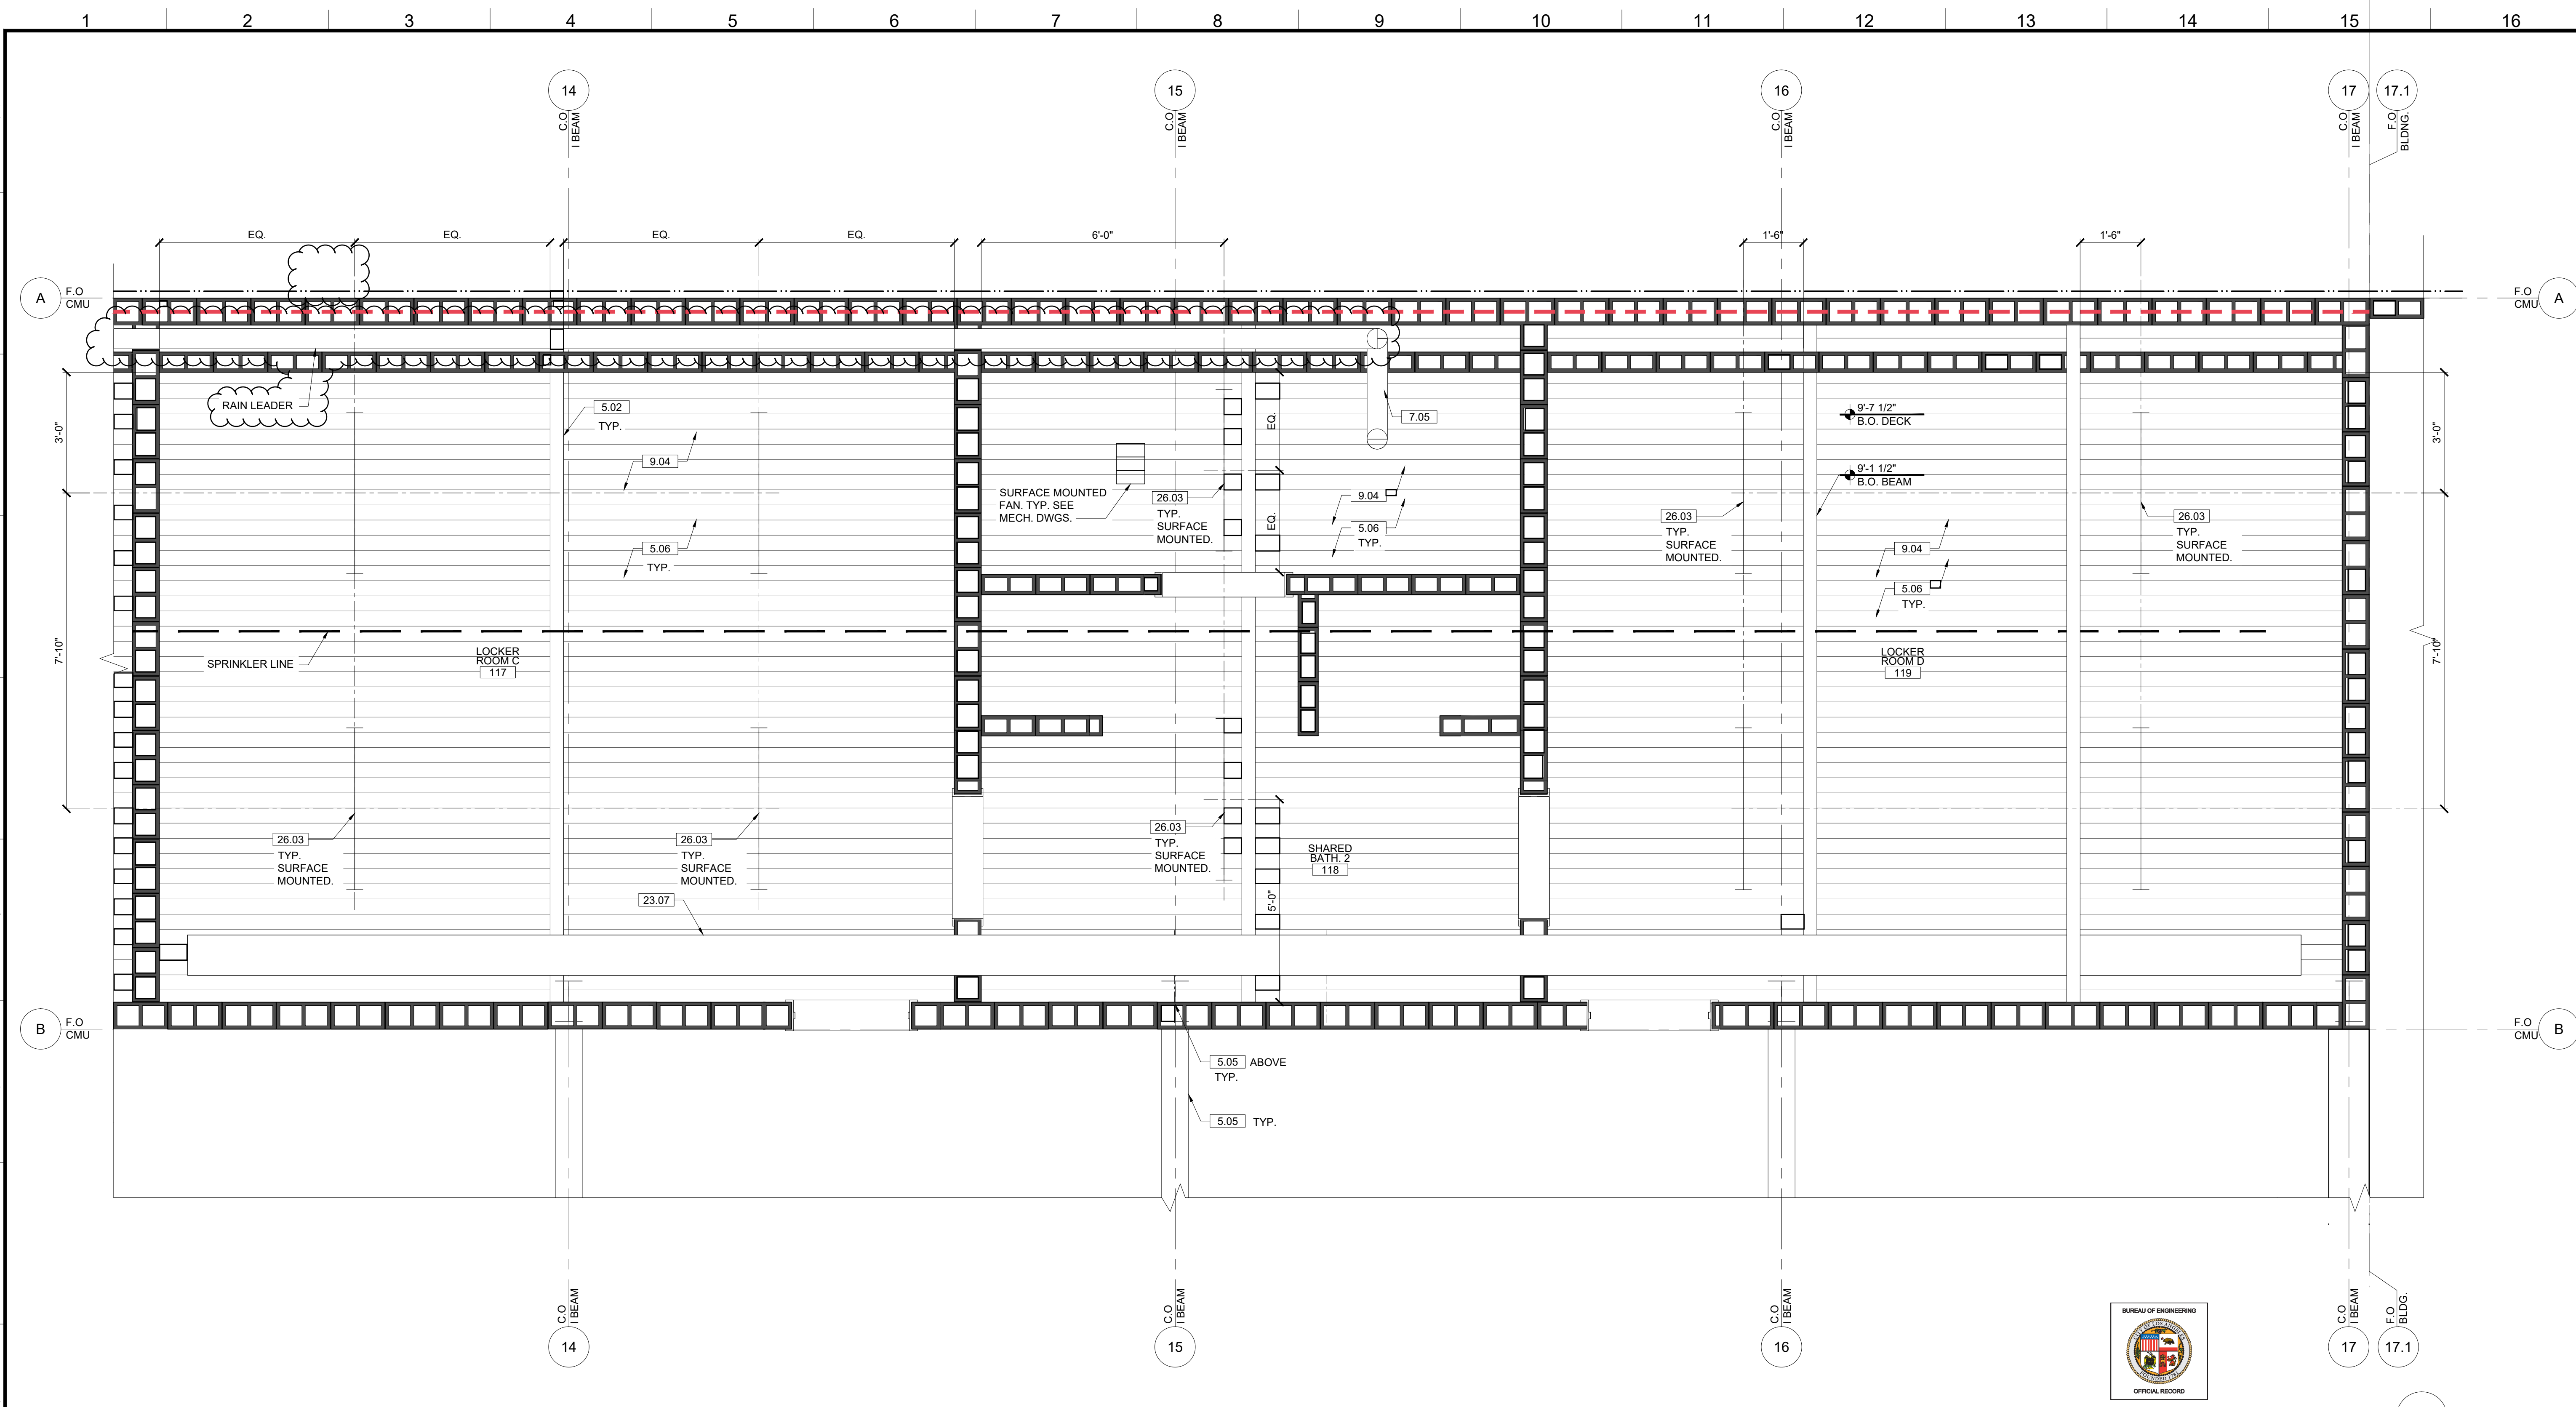 1 2 3 4 5 6 7 8 9 10 11 12 13 14 15 16
14 15 16 17 17.1
C.O
I BEAM
C.O
I BEAM
C.O
I BEAM
C.O
I BEAM
F.O
BLDNG.
EQ. EQ. EQ. EQ. 6'-0" 1'-6" 1'-6"
A F.O
CMU
F.O
CMU A
RAIN LEADER
5.02
TYP.
7.05
9'-7 1/2"
B.O. DECK
3'-0"
EQ.
3'-0"
9.04
9'-1 1/2"
B.O. BEAM
SURFACE MOUNTED
FAN. TYP. SEE
MECH. DWGS.
26.03
TYP.
SURFACE
MOUNTED.
9.04
EQ.
5.06
TYP.
26.03
TYP.
SURFACE
MOUNTED.
26.03
TYP.
SURFACE
MOUNTED.
5.06
TYP.
9.04
5.06
TYP.
7'-10"
SPRINKLER LINE
LOCKER
ROOM C
117
LOCKER
ROOM D
119
7'-10"
26.03
TYP.
SURFACE
MOUNTED.
26.03
TYP.
SURFACE
MOUNTED.
26.03
TYP.
SURFACE
MOUNTED.
SHARED
BATH. 2
118
23.07
5'-0"
B F.O
CMU
F.O
CMU B
5.05 ABOVE
TYP.
5.05 TYP.
C.O
I BEAM
C.O
I BEAM
C.O
I BEAM
C.O
I BEAM
F.O
BLDG.
14 15 16 17 17.1
BUREAU OF ENGINEERING
CITY OF LOS ANGELES
FOUNDED 1781
OFFICIAL RECORD